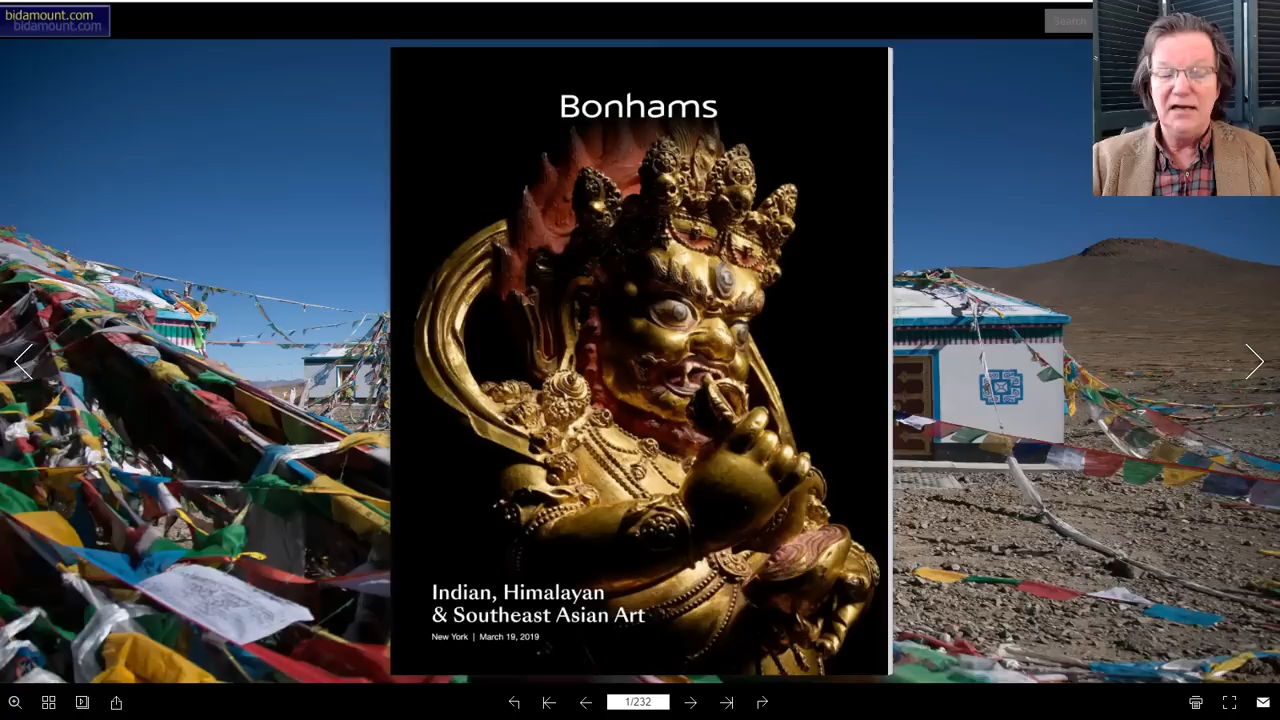 bidamount.com
bidamount.com
Search
Bonhams
Indian, Himalayan
& Southeast Asian Art
New York | March 19, 2019
1/232